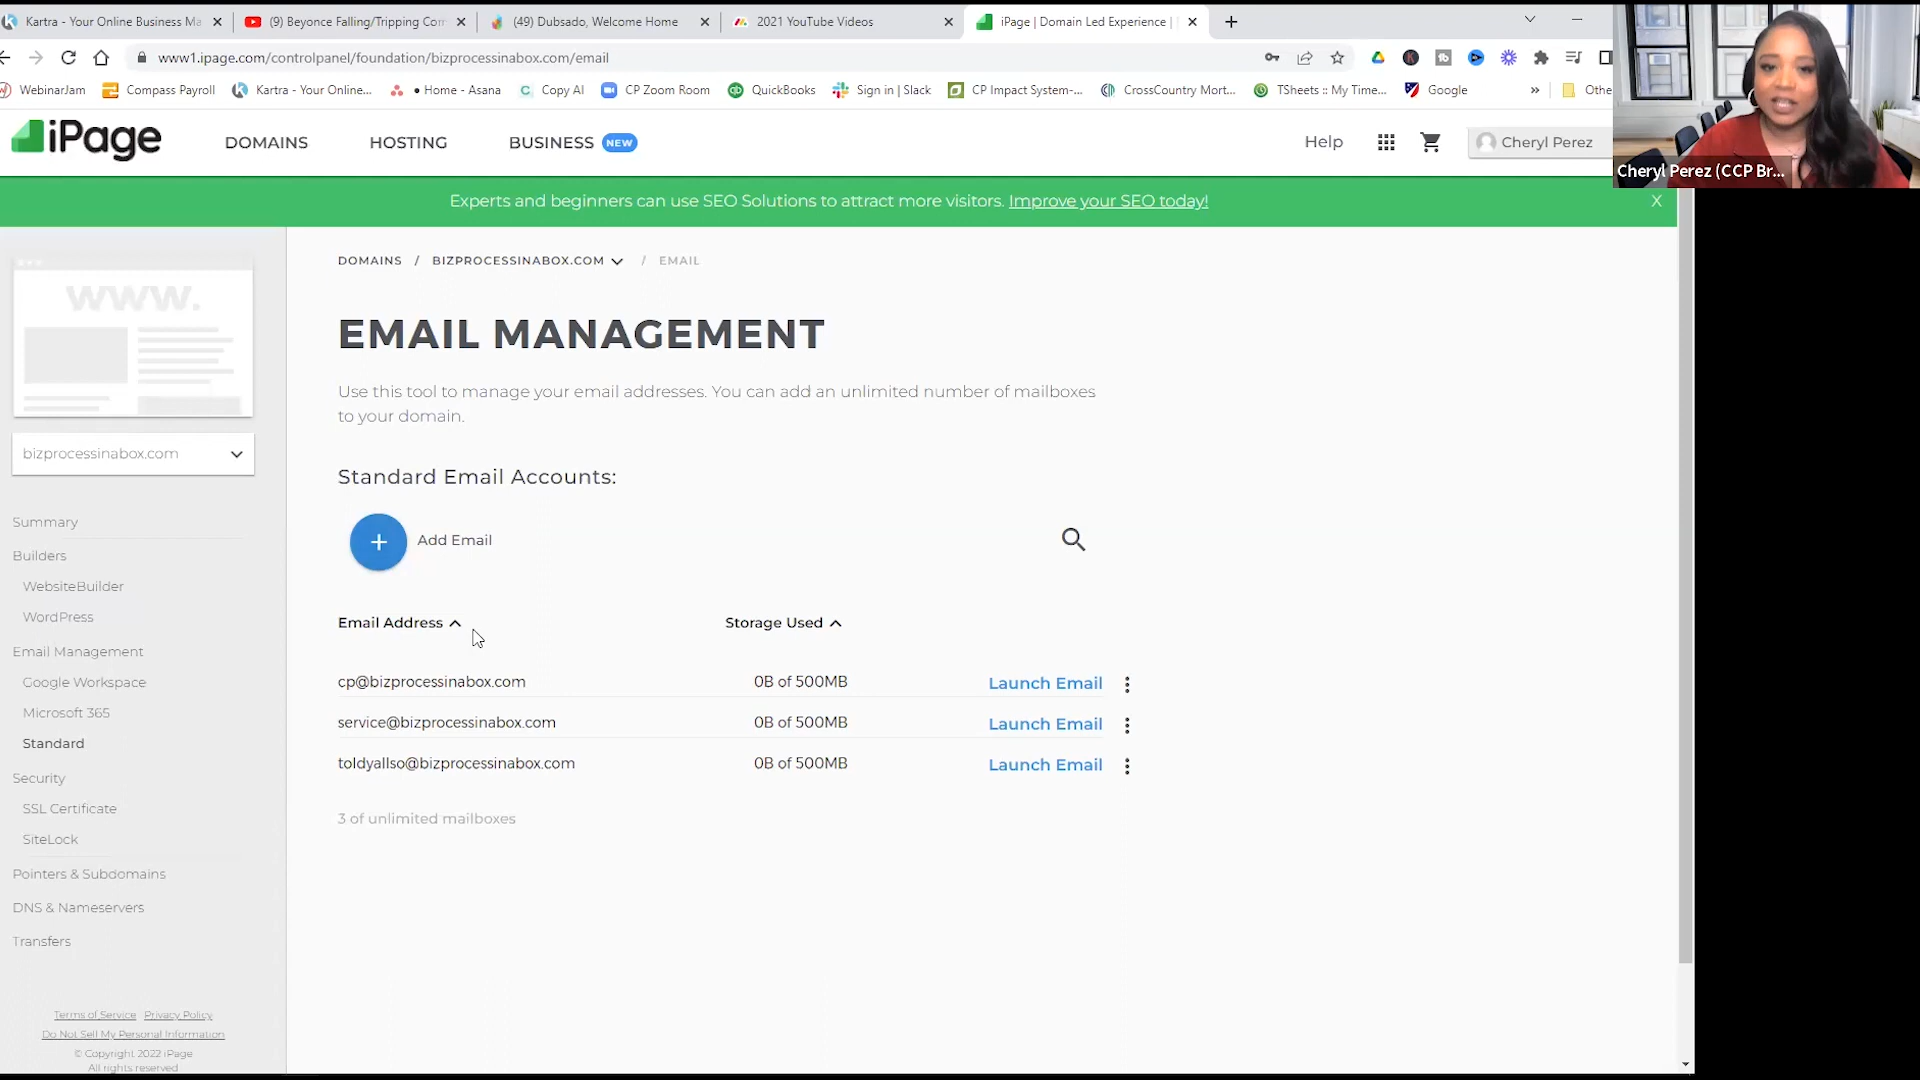 Kartra - Your Online Business Ma
(9) Beyonce Falling/Tripping Com
(49) Dubsado, Welcome Home
2021 YouTube Videos
iPage | Domain Led Experience |
www1.ipage.com/controlpanel/foundation/bizprocessinabox.com/email
WebinarJam
Compass Payroll
Kartra - Your Online...
• Home - Asana
Copy AI
CP Zoom Room
QuickBooks
Sign in | Slack
CP Impact System-...
CrossCountry Mort...
TSheets :: My Time...
Google
»
Othe
iPage
DOMAINS
HOSTING
BUSINESS NEW
Help
Cheryl Perez
Cheryl Perez (CCP Br...
Experts and beginners can use SEO Solutions to attract more visitors. Improve your SEO today!
X
www.
bizprocessinabox.com
Summary
Builders
WebsiteBuilder
WordPress
Email Management
Google Workspace
Microsoft 365
Standard
Security
SSL Certificate
SiteLock
Pointers & Subdomains
DNS & Nameservers
Transfers
Terms of Service Privacy Policy
Do Not Sell My Personal Information
© Copyright 2022 iPage
All rights reserved
DOMAINS / BIZPROCESSINABOX.COM / EMAIL
EMAIL MANAGEMENT
Use this tool to manage your email addresses. You can add an unlimited number of mailboxes
to your domain.
Standard Email Accounts:
+ Add Email
Email Address Storage Used
cp@bizprocessinabox.com 0B of 500MB Launch Email
service@bizprocessinabox.com 0B of 500MB Launch Email
toldyallso@bizprocessinabox.com 0B of 500MB Launch Email
3 of unlimited mailboxes